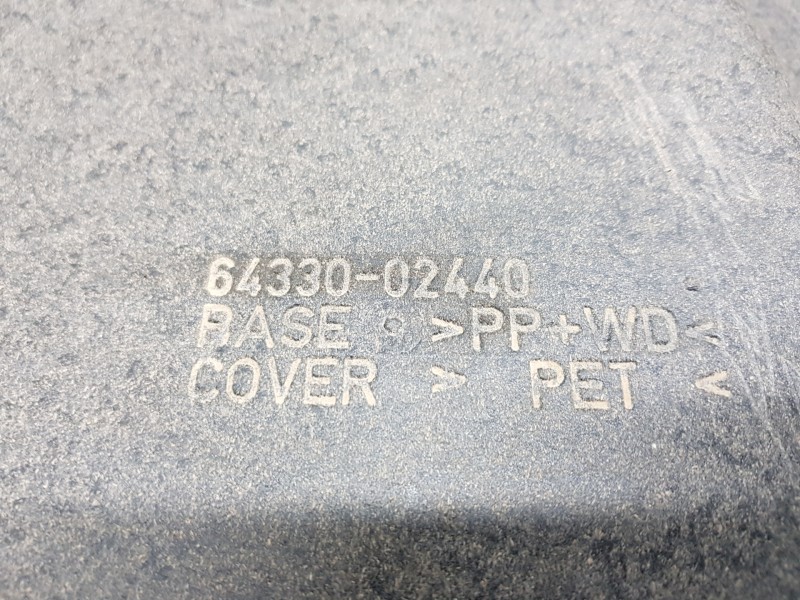 64330-02440
BASE >PP+WD<
COVER > PET <